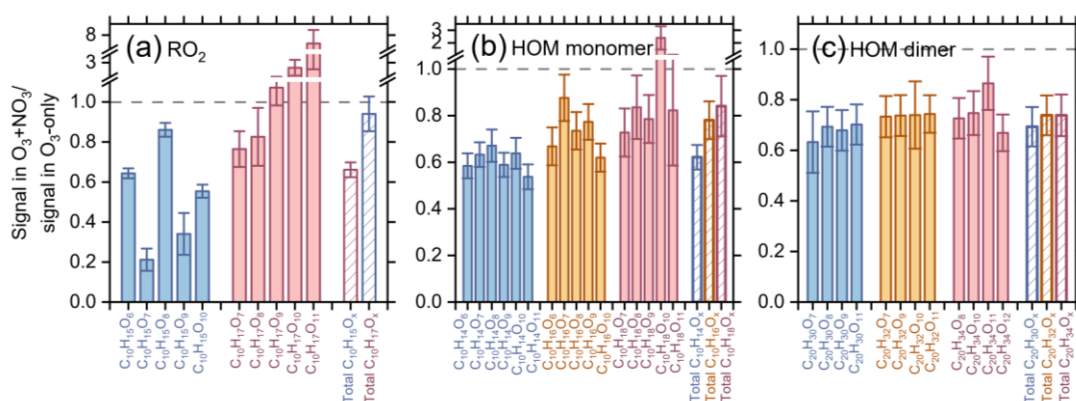 Signal in O₃+NO₃/
signal in O₃-only
(a) RO₂
8
3
1.0
0.8
0.6
0.4
0.2
0.0
C₁₀H₁₅O₆
C₁₀H₁₅O₇
C₁₀H₁₅O₈
C₁₀H₁₅O₉
C₁₀H₁₅O₁₀
C₁₀H₁₇O₇
C₁₀H₁₇O₈
C₁₀H₁₇O₉
C₁₀H₁₇O₁₀
C₁₀H₁₇O₁₁
Total C₁₀H₁₅Oₓ
Total C₁₀H₁₇Oₓ
(b) HOM monomer
3
2
1.0
0.8
0.6
0.4
0.2
0.0
C₁₀H₁₄O₆
C₁₀H₁₄O₇
C₁₀H₁₄O₈
C₁₀H₁₄O₉
C₁₀H₁₄O₁₀
C₁₀H₁₄O₁₁
C₁₀H₁₆O₆
C₁₀H₁₆O₇
C₁₀H₁₆O₈
C₁₀H₁₆O₉
C₁₀H₁₆O₁₀
C₁₀H₁₈O₇
C₁₀H₁₈O₈
C₁₀H₁₈O₉
C₁₀H₁₈O₁₀
C₁₀H₁₈O₁₁
Total C₁₀H₁₄Oₓ
Total C₁₀H₁₆Oₓ
Total C₁₀H₁₈Oₓ
(c) HOM dimer
1.0
0.8
0.6
0.4
0.2
0.0
C₂₀H₃₀O₇
C₂₀H₃₀O₈
C₂₀H₃₀O₉
C₂₀H₃₀O₁₁
C₂₀H₃₂O₇
C₂₀H₃₂O₉
C₂₀H₃₂O₁₀
C₂₀H₃₂O₁₁
C₂₀H₃₄O₈
C₂₀H₃₄O₁₀
C₂₀H₃₄O₁₁
C₂₀H₃₄O₁₂
Total C₂₀H₃₀Oₓ
Total C₂₀H₃₂Oₓ
Total C₂₀H₃₄Oₓ